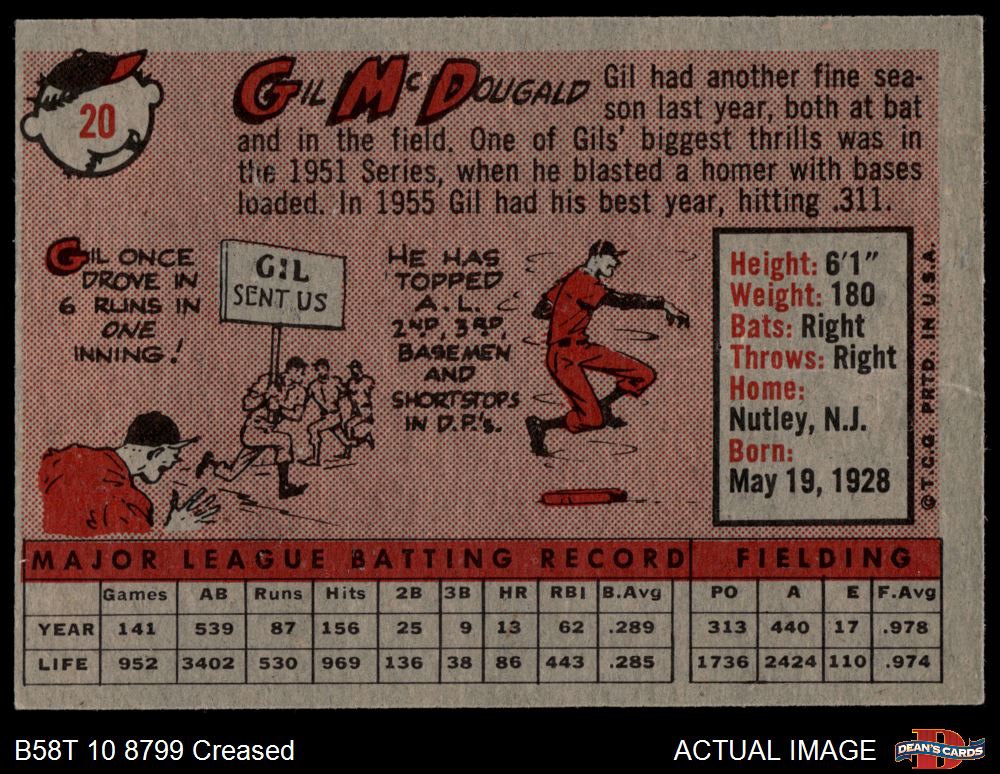 20
GIL MCDOUGALD
Gil had another fine sea-
son last year, both at bat
and in the field. One of Gils' biggest thrills was in
the 1951 Series, when he blasted a homer with bases
loaded. In 1955 Gil had his best year, hitting .311.
GIL ONCE
DROVE IN
6 RUNS IN
ONE
INNING!
GIL
SENT US
HE HAS
TOPPED
A.L.
2ND, 3RD,
BASEMEN
AND
SHORTSTOPS
IN D.P.'s.
Height: 6'1"
Weight: 180
Bats: Right
Throws: Right
Home:
Nutley, N.J.
Born:
May 19, 1928
© T.C.G. PRTD. IN U.S.A.
MAJOR LEAGUE BATTING RECORD FIELDING
Games AB Runs Hits 2B 3B HR RBI B.Avg PO A E F.Avg
YEAR 141 539 87 156 25 9 13 62 .289 313 440 17 .978
LIFE 952 3402 530 969 136 38 86 443 .285 1736 2424 110 .974
B58T 10 8799 Creased
ACTUAL IMAGE
D
DEAN'S CARDS